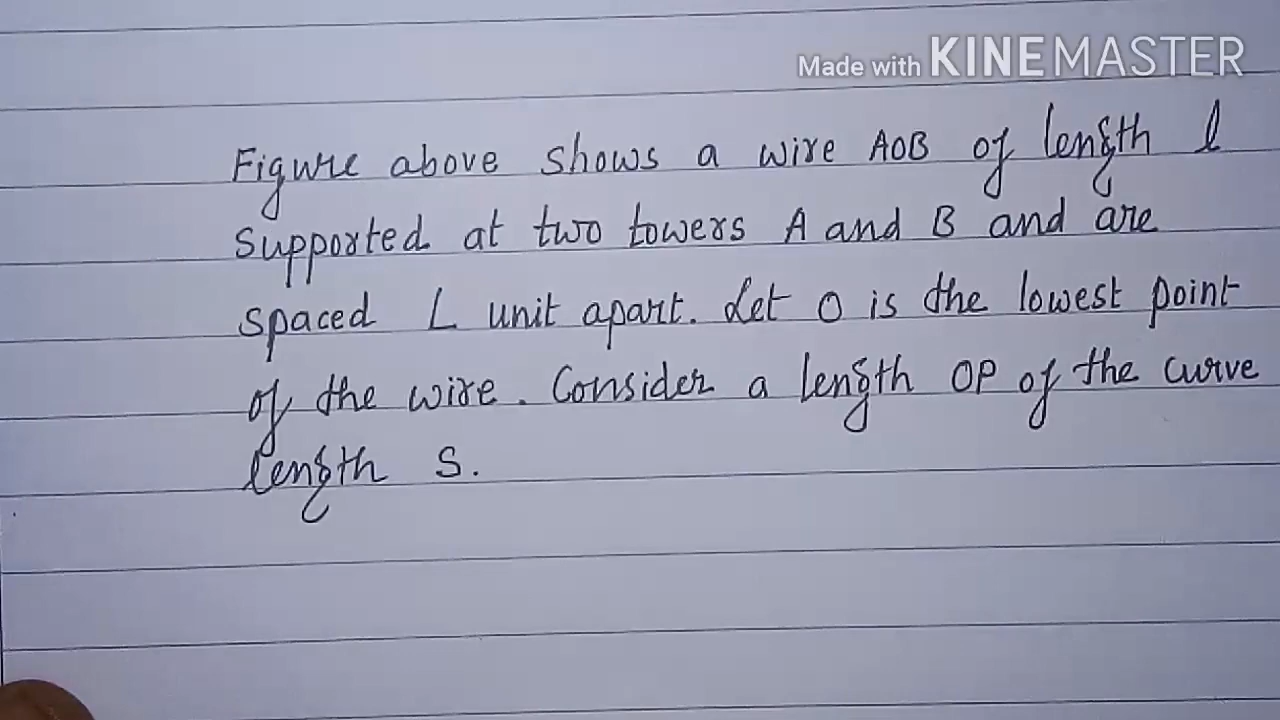 Made with KINEMASTER
Figure above shows a wire AOB of length l
supported at two towers A and B and are
spaced L unit apart. Let O is the lowest point
of the wire. Consider a length OP of the curve
length S.